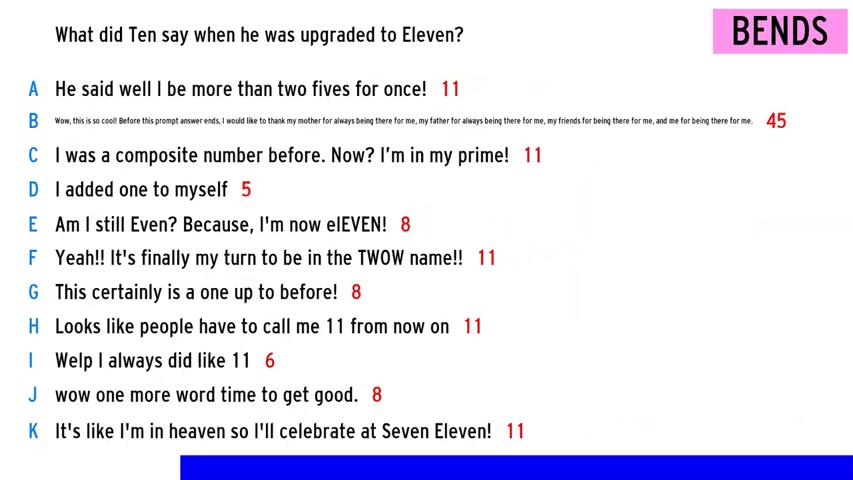 What did Ten say when he was upgraded to Eleven?
BENDS
A He said well I be more than two fives for once! 11
B Wow, this is so cool! Before this prompt answer ends, I would like to thank my mother for always being there for me, my father for always being there for me, my friends for being there for me, and me for being there for me. 45
C I was a composite number before. Now? I'm in my prime! 11
D I added one to myself 5
E Am I still Even? Because, I'm now elEVEN! 8
F Yeah!! It's finally my turn to be in the TWOW name!! 11
G This certainly is a one up to before! 8
H Looks like people have to call me 11 from now on 11
I Welp I always did like 11 6
J wow one more word time to get good. 8
K It's like I'm in heaven so I'll celebrate at Seven Eleven! 11